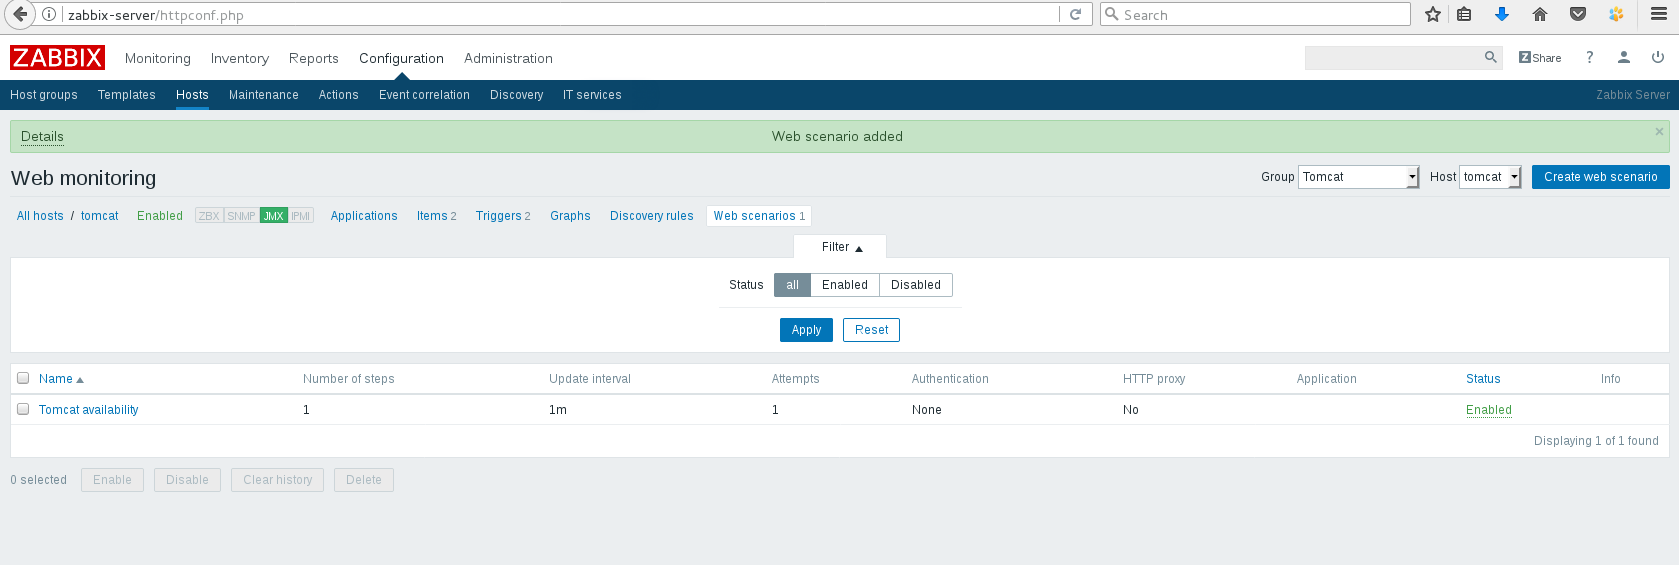 zabbix-server/httpconf.php Search
ZABBIX Monitoring Inventory Reports Configuration Administration Z Share ?
Host groups Templates Hosts Maintenance Actions Event correlation Discovery IT services Zabbix Server
Details Web scenario added ×
Web monitoring Group Tomcat Host tomcat Create web scenario
All hosts / tomcat Enabled ZBX SNMP JMX IPMI Applications Items 2 Triggers 2 Graphs Discovery rules Web scenarios 1
Filter ▲
Status all Enabled Disabled
Apply Reset
Name ▲ Number of steps Update interval Attempts Authentication HTTP proxy Application Status Info
Tomcat availability 1 1m 1 None No Enabled
Displaying 1 of 1 found
0 selected Enable Disable Clear history Delete